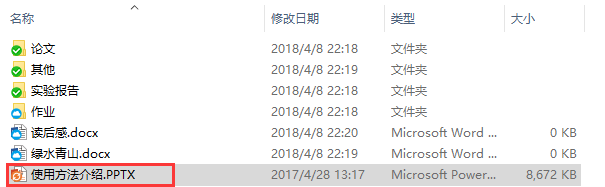 名称 修改日期 类型 大小
论文 2018/4/8 22:18 文件夹
其他 2018/4/8 22:19 文件夹
实验报告 2018/4/8 22:18 文件夹
作业 2018/4/8 22:18 文件夹
读后感.docx 2018/4/8 22:20 Microsoft Word ... 0 KB
绿水青山.docx 2018/4/8 22:19 Microsoft Word ... 0 KB
使用方法介绍.PPTX 2017/4/28 13:17 Microsoft Power... 8,672 KB